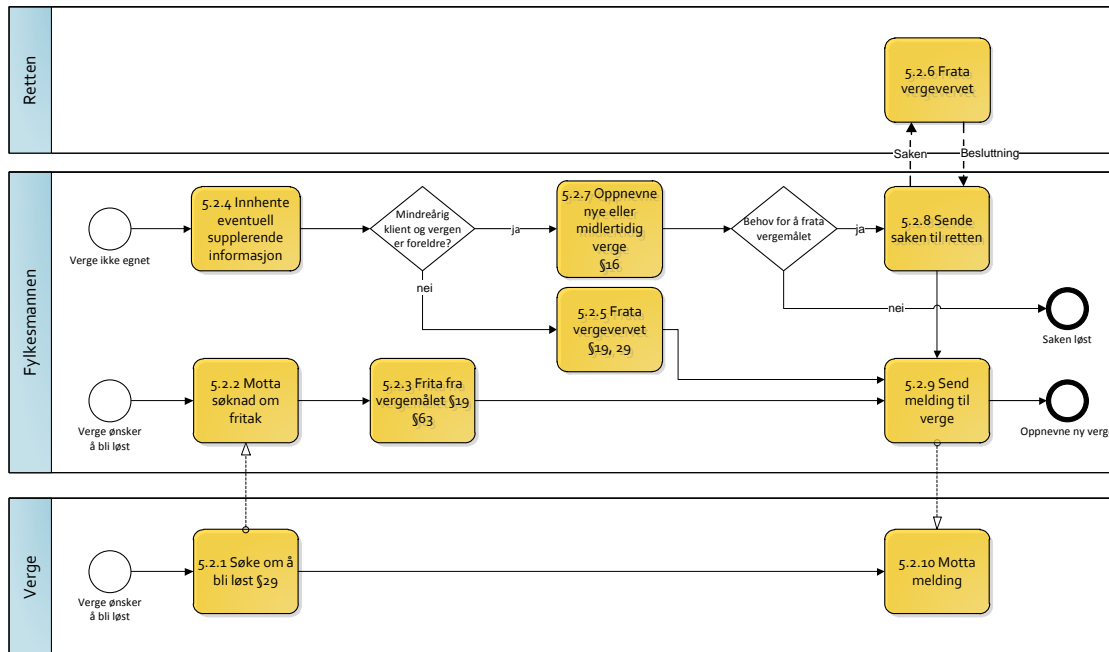 Retten
5.2.6 Frata
vergevervet
Saken
Beslutning
Fylkesmannen
Verge ikke egnet
5.2.4 Innhente
eventuell
supplerende
informasjon
Mindreårig
klient og vergen
er foreldre?
ja
nei
5.2.7 Oppnevne
nye eller
midlertidig
verge
§16
Behov for å frata
vergemålet
ja
nei
5.2.8 Sende
saken til retten
Saken løst
5.2.5 Frata
vergevervet
§19, 29
Verge ønsker
å bli løst
5.2.2 Motta
søknad om
fritak
5.2.3 Frita fra
vergemålet §19
§63
5.2.9 Send
melding til
verge
Oppnevne ny verge
Verge
Verge ønsker
å bli løst
5.2.1 Søke om å
bli løst §29
5.2.10 Motta
melding